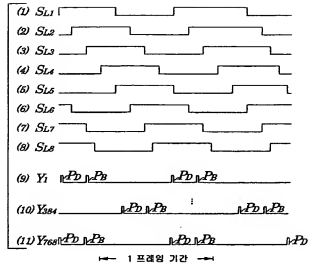 (1) SL1
(2) SL2
(3) SL3
(4) SL4
(5) SL5
(6) SL6
(7) SL7
(8) SL8
(9) Y1 PD PB PD PB
(10) Y384 PD PB PD PB
(11) Y768 PD PB PD PB PD
1 프레임 기간